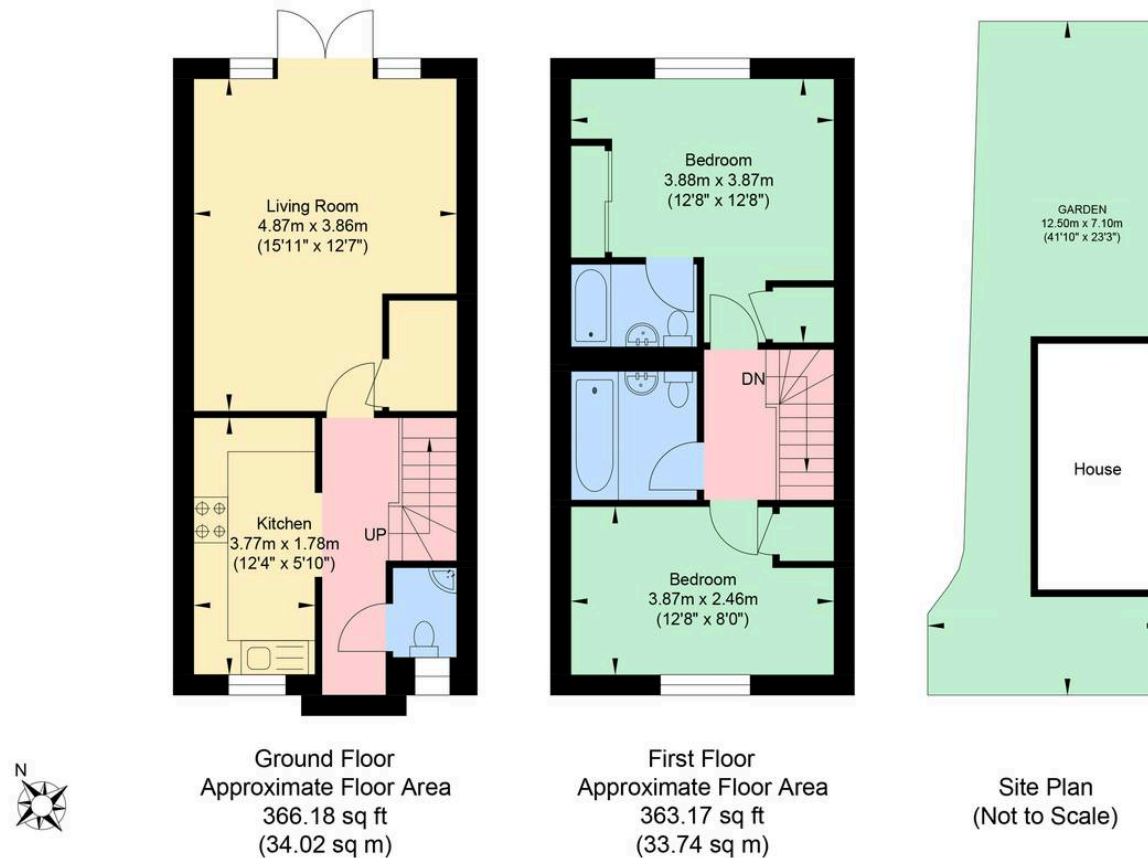 Living Room
4.87m x 3.86m
(15'11" x 12'7")
Kitchen
3.77m x 1.78m
(12'4" x 5'10")
UP
Bedroom
3.88m x 3.87m
(12'8" x 12'8")
DN
Bedroom
3.87m x 2.46m
(12'8" x 8'0")
GARDEN
12.50m x 7.10m
(41'10" x 23'3")
House
N
Ground Floor
Approximate Floor Area
366.18 sq ft
(34.02 sq m)
First Floor
Approximate Floor Area
363.17 sq ft
(33.74 sq m)
Site Plan
(Not to Scale)